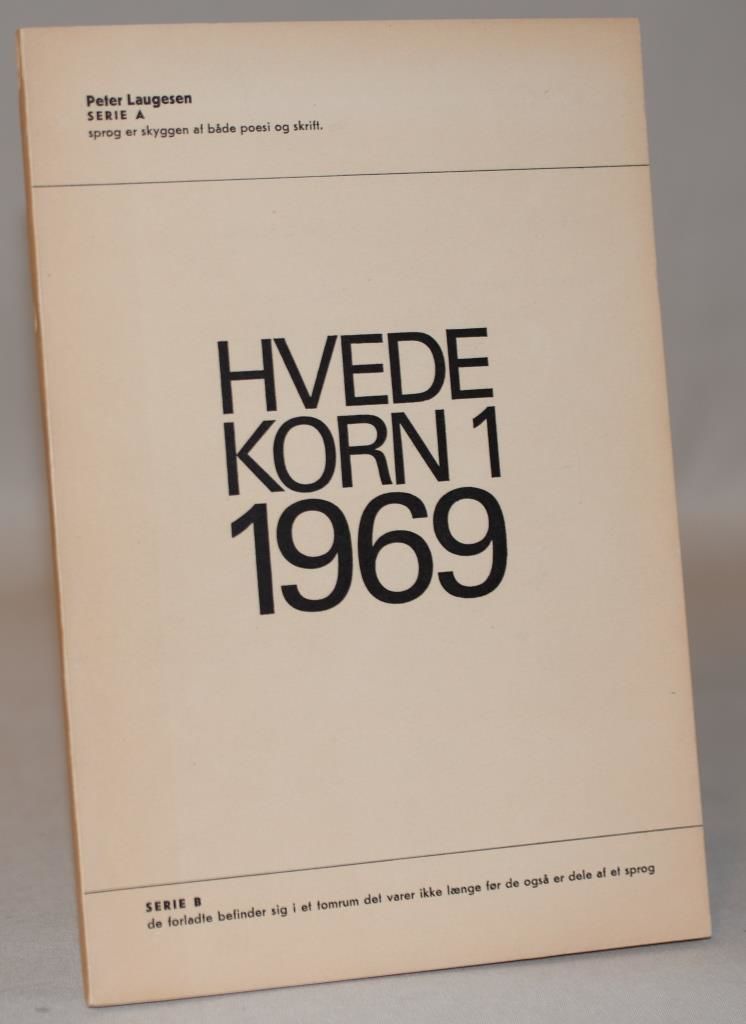 Peter Laugesen
SERIE A
sprog er skyggen af både poesi og skrift.
HVEDE
KORN 1
1969
SERIE B
de forladte befinder sig i et tomrum det varer ikke længe før de også er dele af et sprog